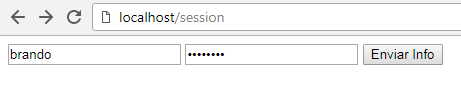 localhost/session
brando •••••••• Enviar Info